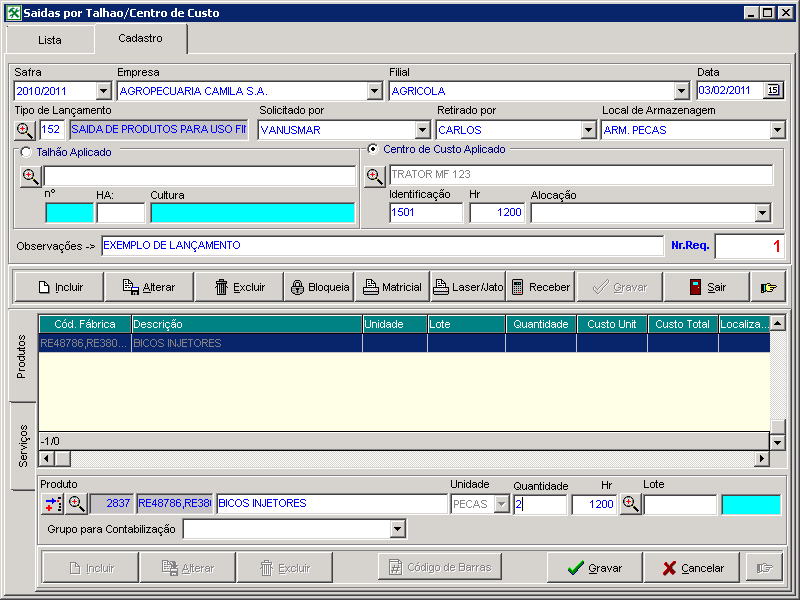 Saidas por Talhao/Centro de Custo
Lista Cadastro
Safra Empresa Filial Data
2010/2011 AGROPECUARIA CAMILA S.A. AGRICOLA 03/02/2011 15
Tipo de Lançamento Solicitado por Retirado por Local de Armazenagem
152 SAIDA DE PRODUTOS PARA USO FI VANUSMAR CARLOS ARM. PECAS
Talhão Aplicado Centro de Custo Aplicado
TRATOR MF 123
nº HA: Cultura Identificação Hr Alocação
1501 1200
Observações -> EXEMPLO DE LANÇAMENTO Nr.Req. 1
Incluir Alterar Excluir Bloqueia Matricial Laser/Jato Receber Gravar Sair
Produtos
Serviços
Cód. Fábrica Descrição Unidade Lote Quantidade Custo Unit Custo Total Localiza...
RE48786,RE380... BICOS INJETORES
-1/0
Produto Unidade Quantidade Hr Lote
2837 RE48786,RE38 BICOS INJETORES PECAS 2 1200
Grupo para Contabilização
Incluir Alterar Excluir Código de Barras Gravar Cancelar